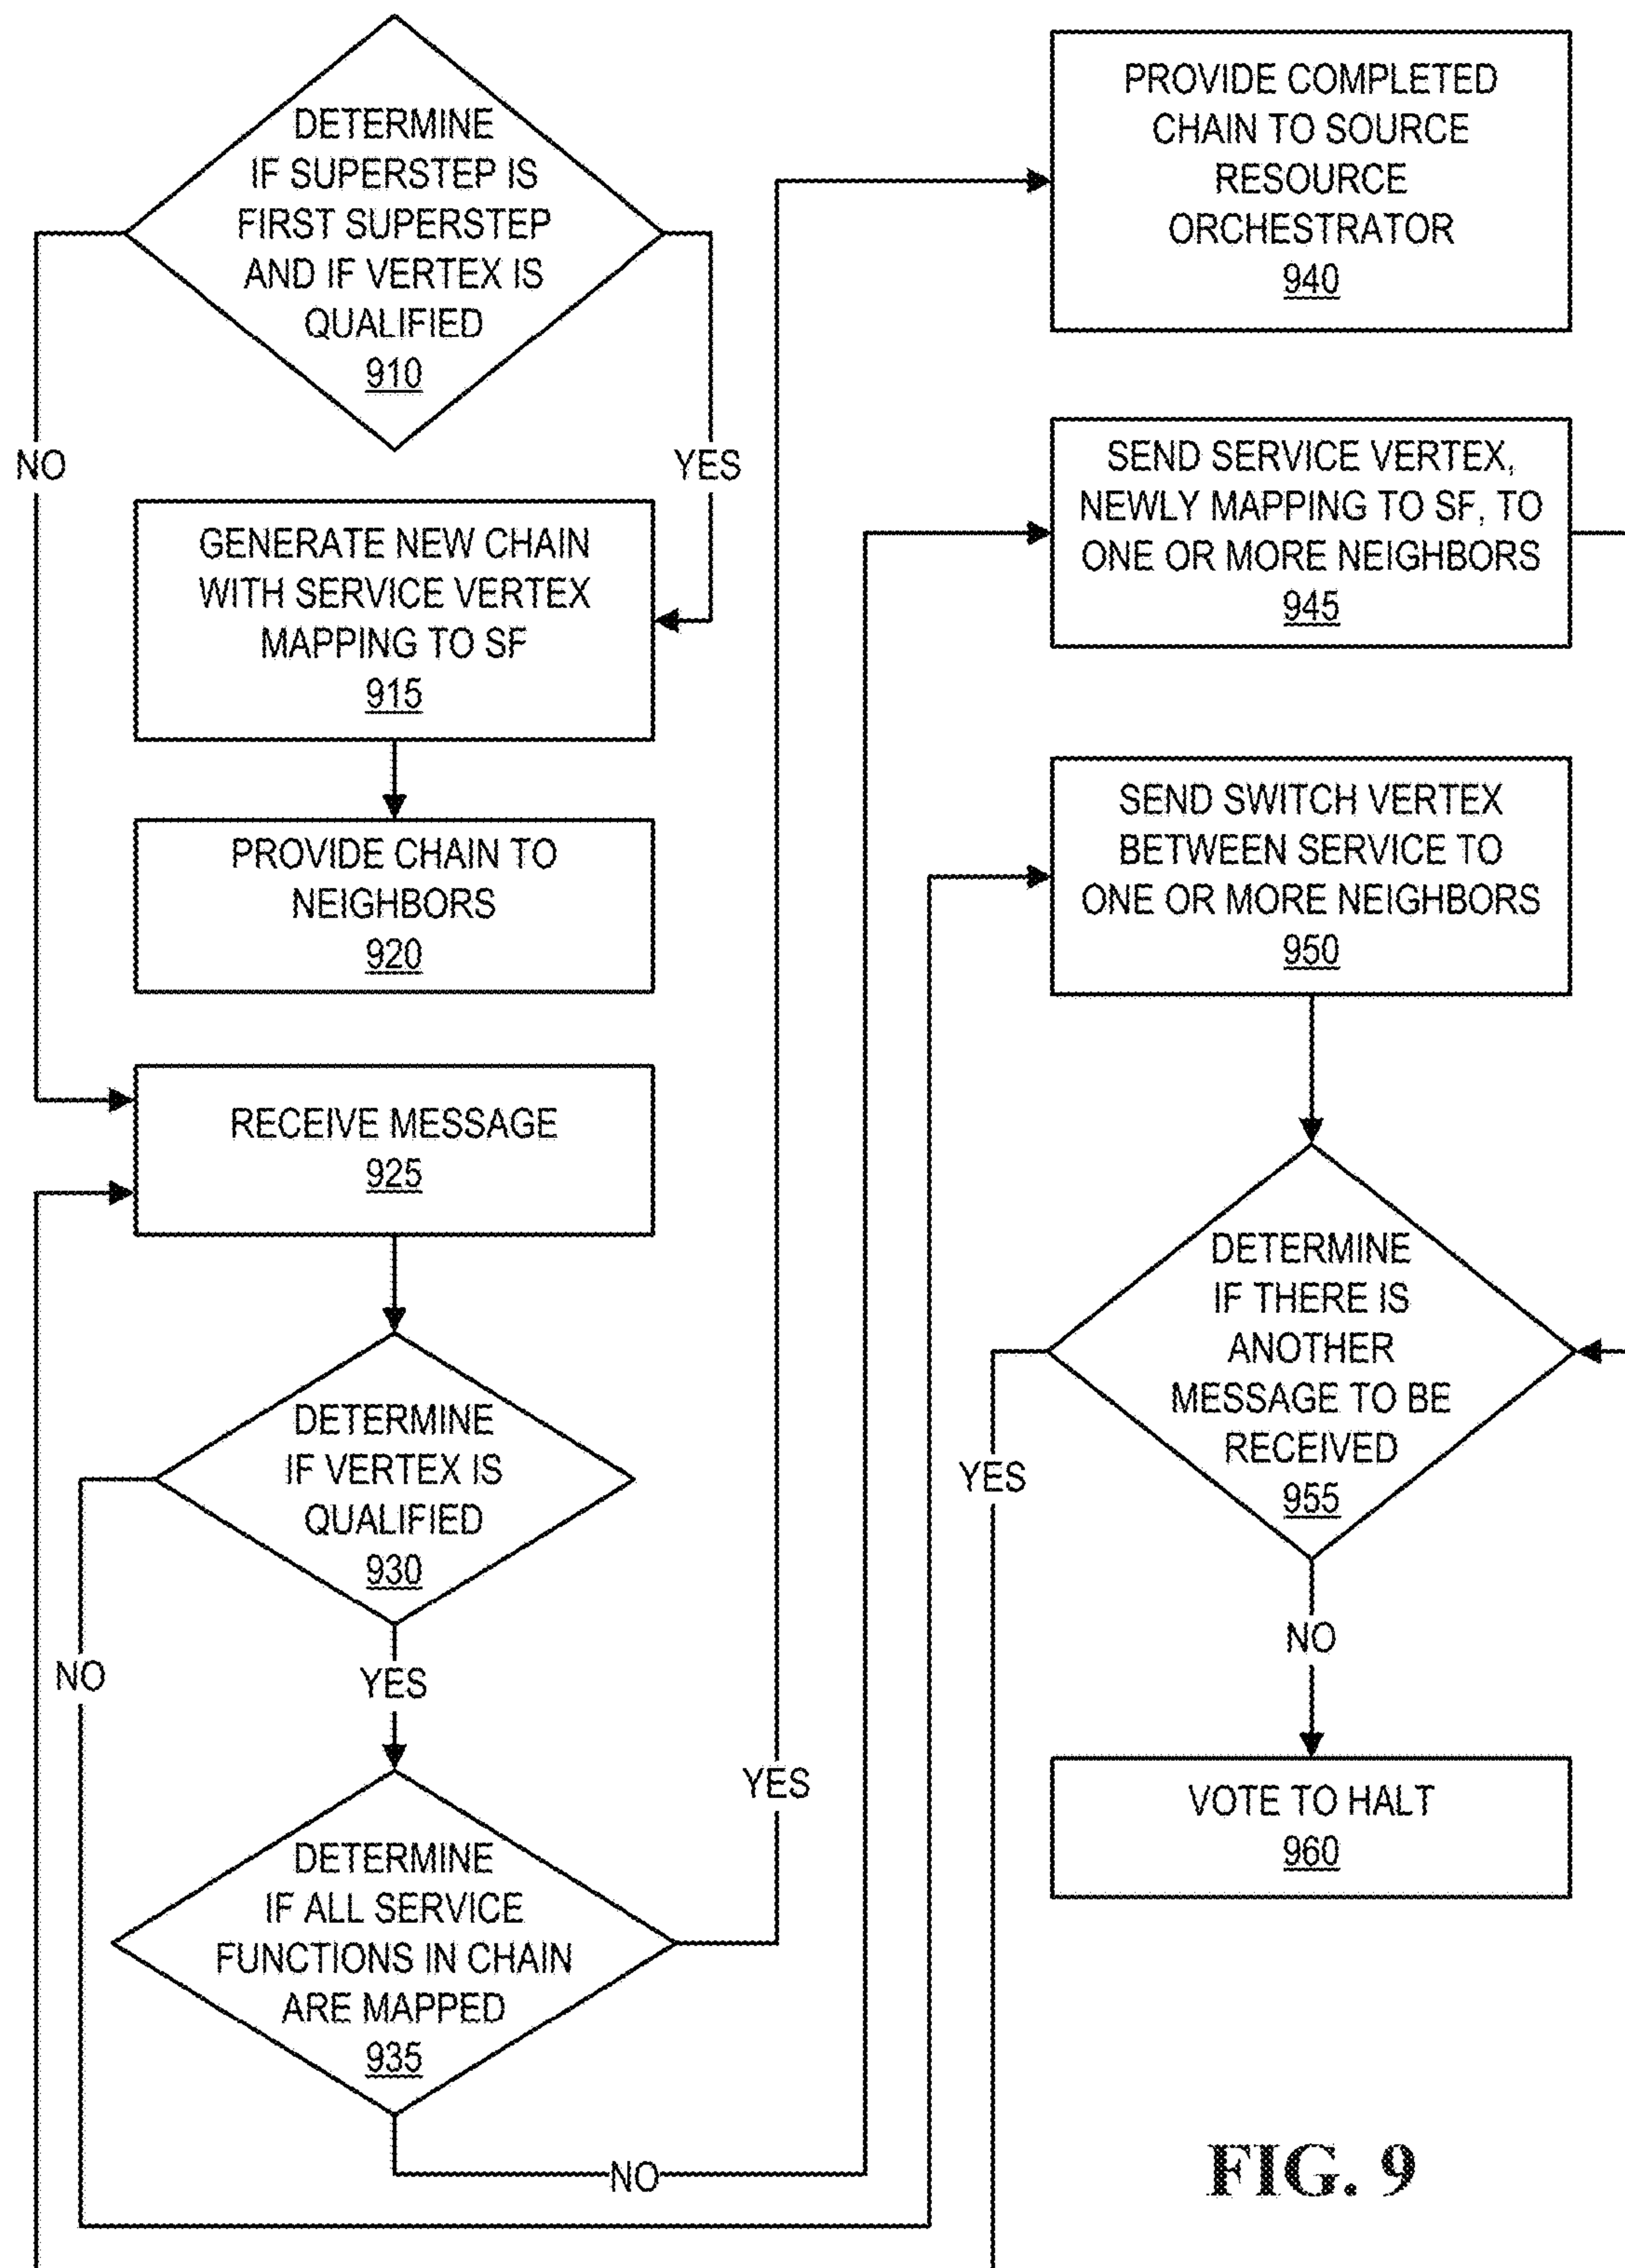 DETERMINE
IF SUPERSTEP IS
FIRST SUPERSTEP
AND IF VERTEX IS
QUALIFIED
910
NO
YES
GENERATE NEW CHAIN
WITH SERVICE VERTEX
MAPPING TO SF
915
PROVIDE CHAIN TO
NEIGHBORS
920
RECEIVE MESSAGE
925
DETERMINE
IF VERTEX IS
QUALIFIED
930
NO
YES
DETERMINE
IF ALL SERVICE
FUNCTIONS IN CHAIN
ARE MAPPED
935
YES
NO
PROVIDE COMPLETED
CHAIN TO SOURCE
RESOURCE
ORCHESTRATOR
940
SEND SERVICE VERTEX,
NEWLY MAPPING TO SF, TO
ONE OR MORE NEIGHBORS
945
SEND SWITCH VERTEX
BETWEEN SERVICE TO
ONE OR MORE NEIGHBORS
950
DETERMINE
IF THERE IS
ANOTHER
MESSAGE TO BE
RECEIVED
955
YES
NO
VOTE TO HALT
960
FIG. 9